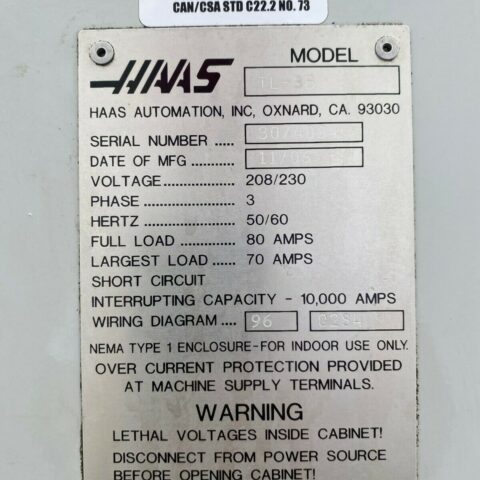 CAN/CSA STD C22.2 NO. 73
HAAS
MODEL
HAAS AUTOMATION, INC, OXNARD, CA. 93030
SERIAL NUMBER .....
DATE OF MFG ...........
VOLTAGE.................. 208/230
PHASE ....................... 3
HERTZ ....................... 50/60
FULL LOAD .............. 80 AMPS
LARGEST LOAD ..... 70 AMPS
SHORT CIRCUIT
INTERRUPTING CAPACITY - 10,000 AMPS
WIRING DIAGRAM .... 96
NEMA TYPE 1 ENCLOSURE-FOR INDOOR USE ONLY.
OVER CURRENT PROTECTION PROVIDED
AT MACHINE SUPPLY TERMINALS.
WARNING
LETHAL VOLTAGES INSIDE CABINET!
DISCONNECT FROM POWER SOURCE
BEFORE OPENING CABINET!